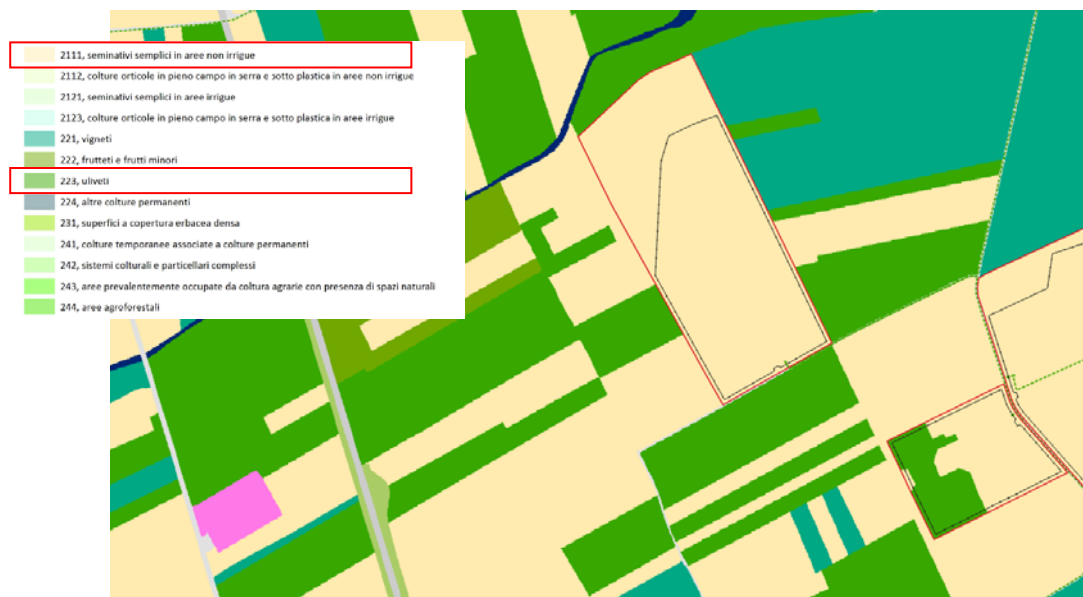 2111, seminativi semplici in aree non irrigue
2112, colture orticole in pieno campo in serra e sotto plastica in aree non irrigue
2121, seminativi semplici in aree irrigue
2123, colture orticole in pieno campo in serra e sotto plastica in aree irrigue
221, vigneti
222, frutteti e frutti minori
223, uliveti
224, altre colture permanenti
231, superfici a copertura erbacea densa
241, colture temporanee associate a colture permanenti
242, sistemi colturali e particellari complessi
243, aree prevalentemente occupate da coltura agrarie con presenza di spazi naturali
244, aree agroforestali